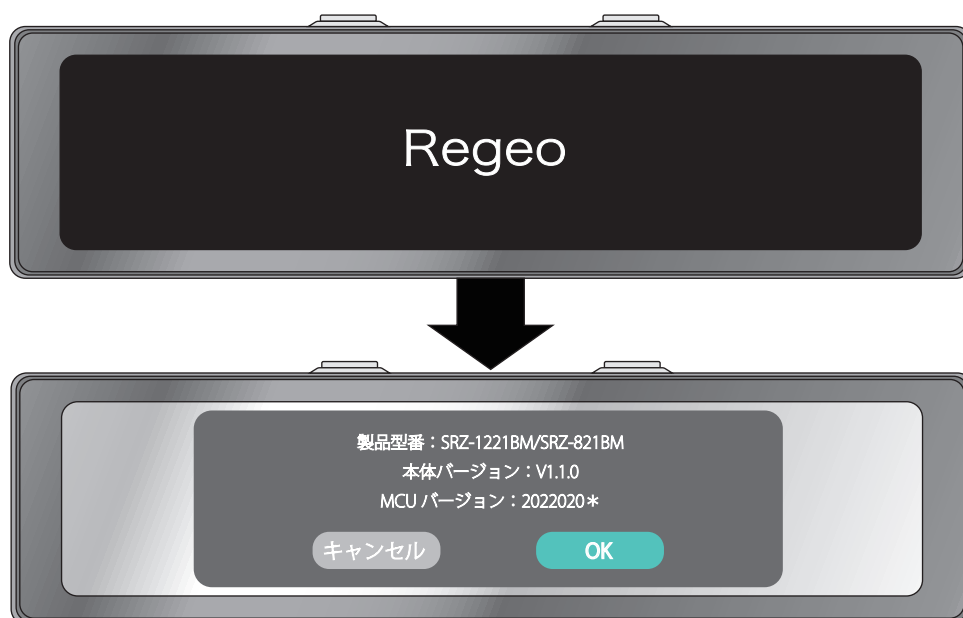 Regeo
製品型番：SRZ-1221BM/SRZ-821BM
本体バージョン：V1.1.0
MCU バージョン：2022020＊
キャンセル
OK